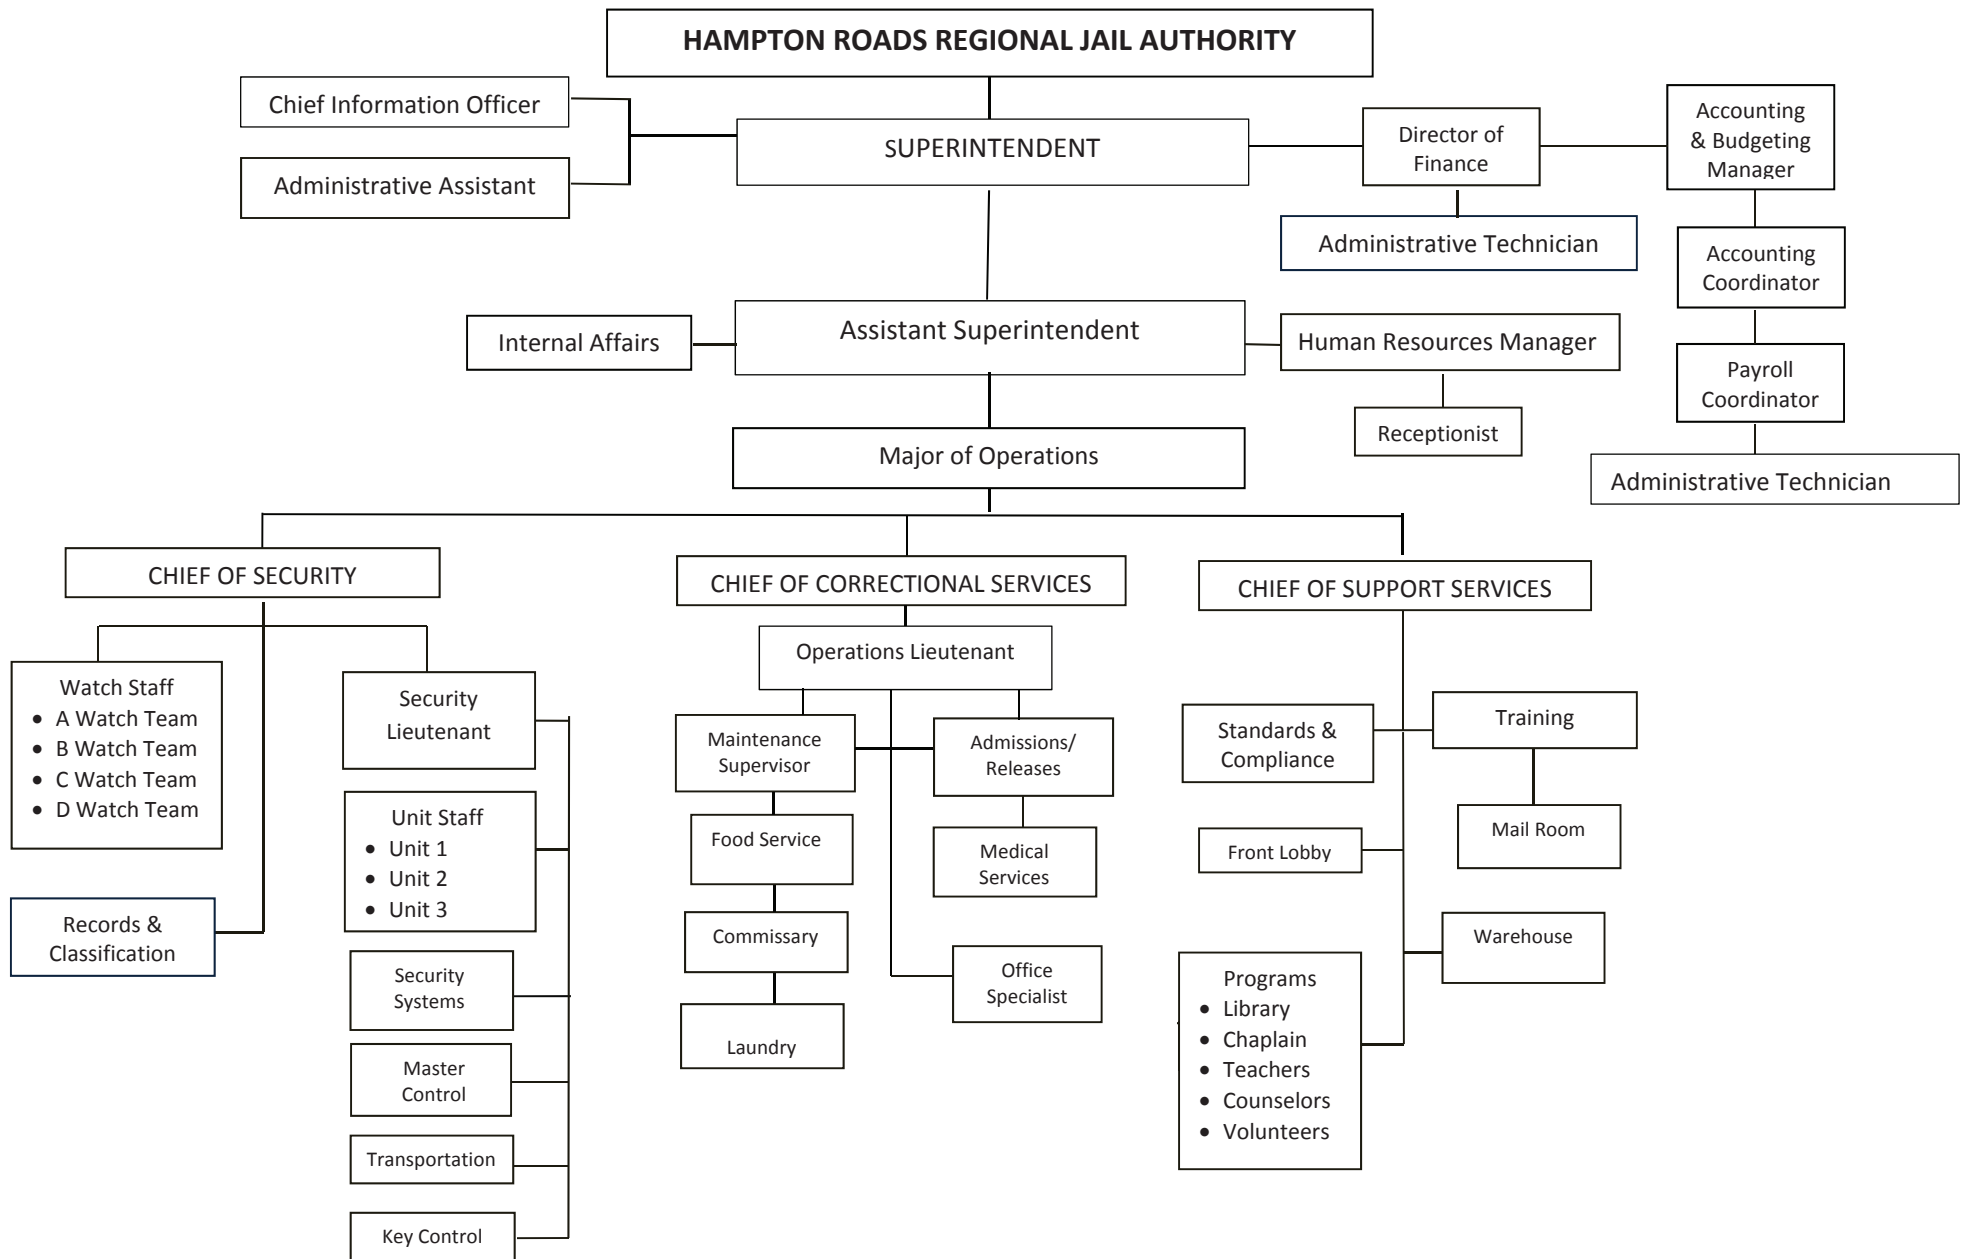 HAMPTON ROADS REGIONAL JAIL AUTHORITY
Chief Information Officer
Administrative Assistant
SUPERINTENDENT
Director of
Finance
Accounting
& Budgeting
Manager
Administrative Technician
Accounting
Coordinator
Internal Affairs
Assistant Superintendent
Human Resources Manager
Payroll
Coordinator
Receptionist
Major of Operations
Administrative Technician
CHIEF OF SECURITY
CHIEF OF CORRECTIONAL SERVICES
CHIEF OF SUPPORT SERVICES
Watch Staff
• A Watch Team
• B Watch Team
• C Watch Team
• D Watch Team
Records &
Classification
Security
Lieutenant
Unit Staff
• Unit 1
• Unit 2
• Unit 3
Security
Systems
Master
Control
Transportation
Key Control
Operations Lieutenant
Maintenance
Supervisor
Admissions/
Releases
Food Service
Medical
Services
Commissary
Office
Specialist
Laundry
Standards &
Compliance
Training
Mail Room
Front Lobby
Warehouse
Programs
• Library
• Chaplain
• Teachers
• Counselors
• Volunteers